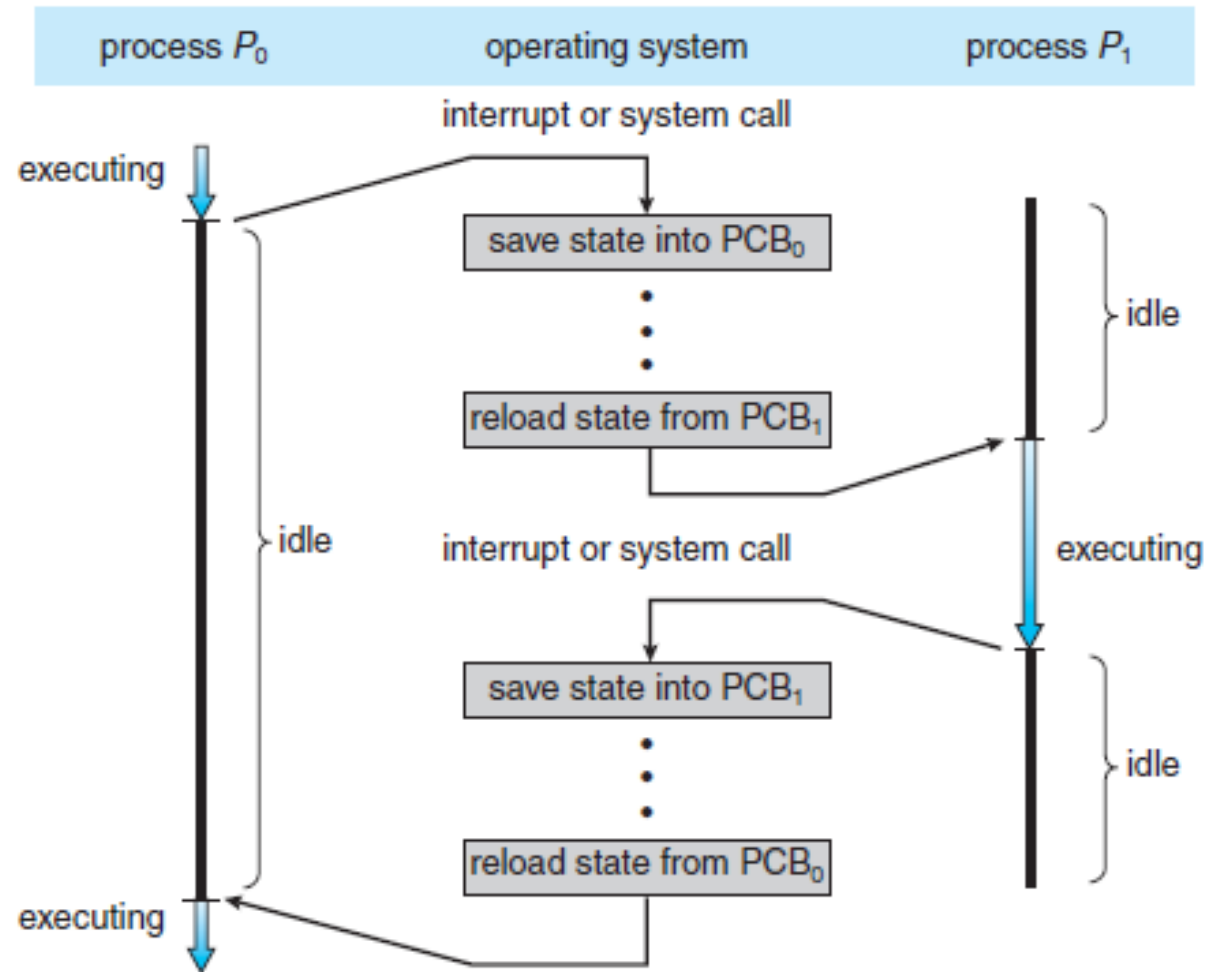 process P₀ operating system process P₁
interrupt or system call
executing
save state into PCB₀
idle
reload state from PCB₁
idle
interrupt or system call
executing
save state into PCB₁
idle
reload state from PCB₀
executing